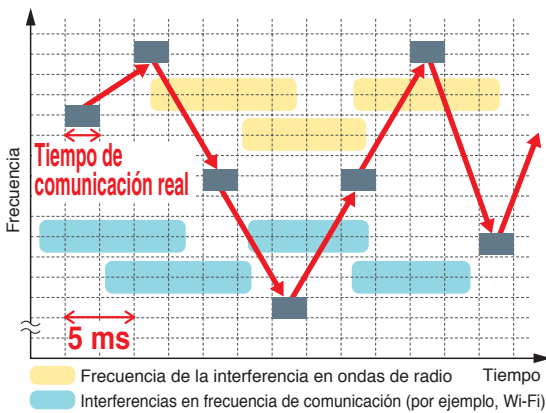 Frecuencia
Tiempo de
comunicación real
5 ms
Tiempo
Frecuencia de la interferencia en ondas de radio
Interferencias en frecuencia de comunicación (por ejemplo, Wi-Fi)